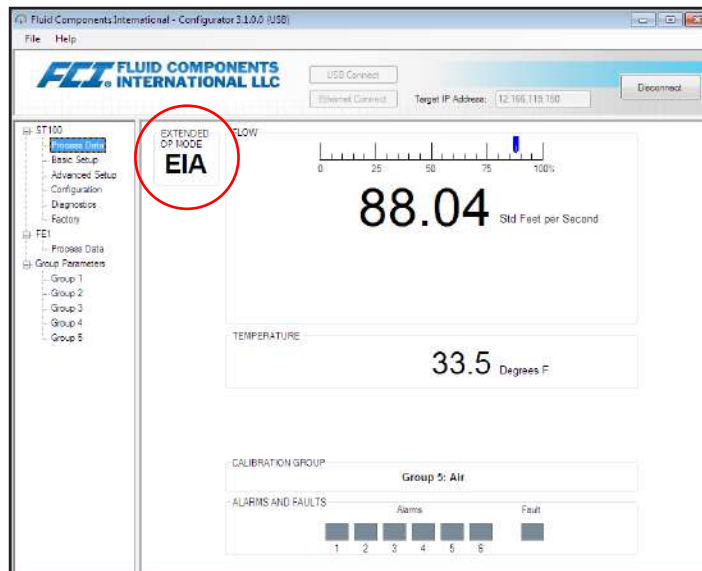 Fluid Components International - Configurator 3.1.0.0 (USB)
File Help
FCI. FLUID COMPONENTS
INTERNATIONAL LLC
USB Connect
Ethernet Connect Target IP Address: 12.166.119.150
Disconnect
ST100
Process Data
Basic Setup
Advanced Setup
Configuration
Diagnostics
Factory
FE1
Process Data
Group Parameters
Group 1
Group 2
Group 3
Group 4
Group 5
EXTENDED
OP MODE
EIA
FLOW
0 25 50 75 100%
88.04 Std Feet per Second
TEMPERATURE
33.5 Degrees F
CALIBRATION GROUP
Group 5: Air
ALARMS AND FAULTS
Alarms Fault
1 2 3 4 5 6